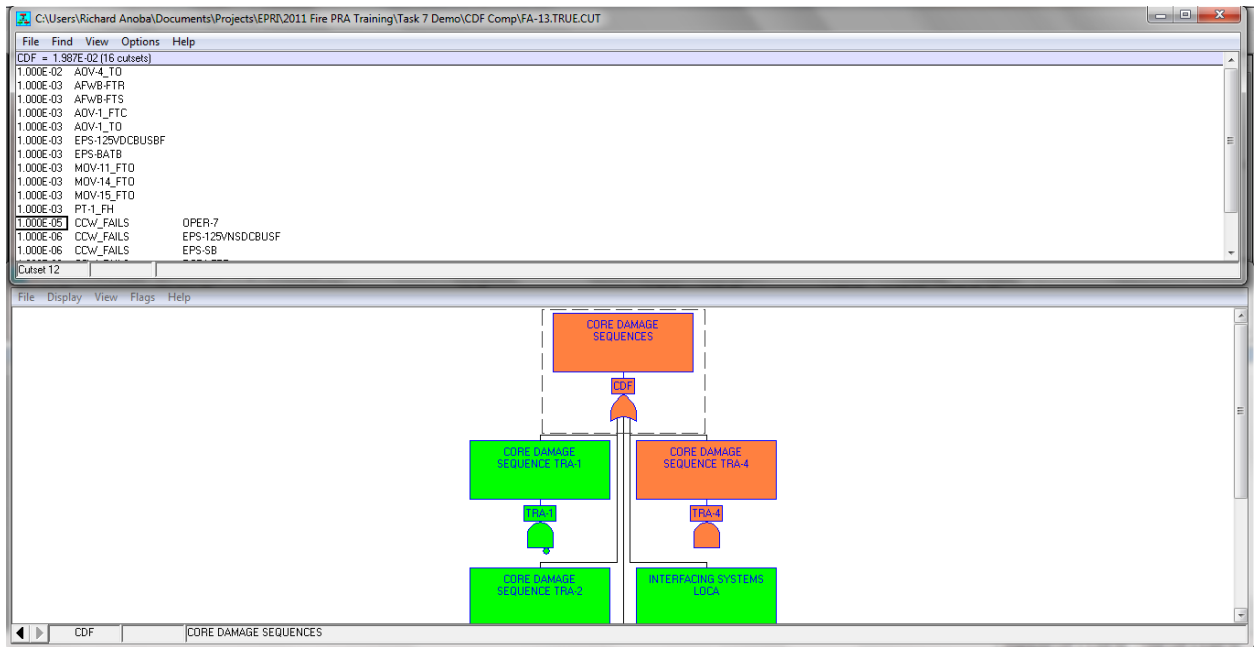 C:\Users\Richard Anoba\Documents\Projects\EPRI\2011 Fire PRA Training\Task 7 Demo\CDF Comp\FA-13.TRUE.CUT
File Find View Options Help
CDF = 1.987E-02 (16 cutsets)
1.000E-02 AOV-4_TO
1.000E-03 AFWB-FTR
1.000E-03 AFWB-FTS
1.000E-03 AOV-1_FTC
1.000E-03 AOV-1_TO
1.000E-03 EPS-125VDCBUSBF
1.000E-03 EPS-BATB
1.000E-03 MOV-11_FTO
1.000E-03 MOV-14_FTO
1.000E-03 MOV-15_FTO
1.000E-03 PT-1_FH
1.000E-05 CCW_FAILS OPER-7
1.000E-06 CCW_FAILS EPS-125VNSDCBUSF
1.000E-06 CCW_FAILS EPS-SB
Cutset 12
File Display View Flags Help
CORE DAMAGE
SEQUENCES
CDF
CORE DAMAGE
SEQUENCE TRA-1
TRA-1
CORE DAMAGE
SEQUENCE TRA-4
TRA-4
CORE DAMAGE
SEQUENCE TRA-2
INTERFACING SYSTEMS
LOCA
CDF CORE DAMAGE SEQUENCES